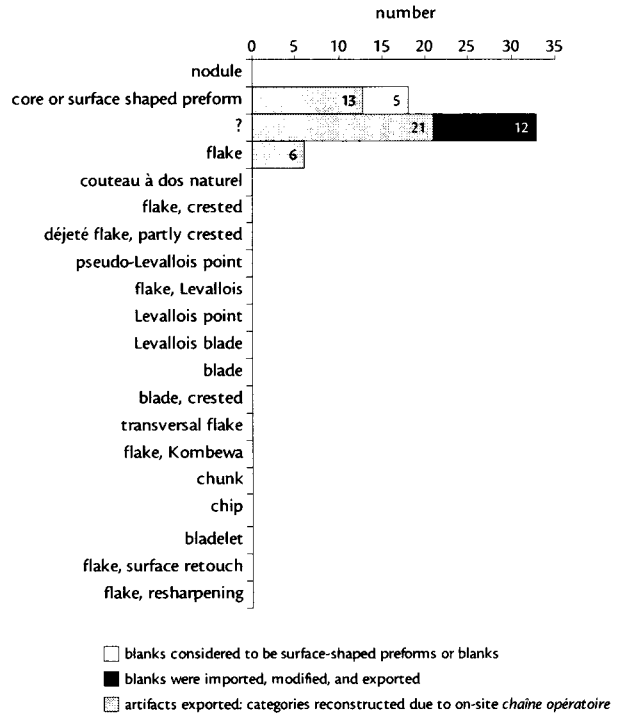 number
0 5 10 15 20 25 30 35
nodule
core or surface shaped preform 13 5
? 21 12
flake 6
couteau à dos naturel
flake, crested
déjeté flake, partly crested
pseudo-Levallois point
flake, Levallois
Levallois point
Levallois blade
blade
blade, crested
transversal flake
flake, Kombewa
chunk
chip
bladelet
flake, surface retouch
flake, resharpening
blanks considered to be surface-shaped preforms or blanks
blanks were imported, modified, and exported
artifacts exported: categories reconstructed due to on-site chaîne opératoire